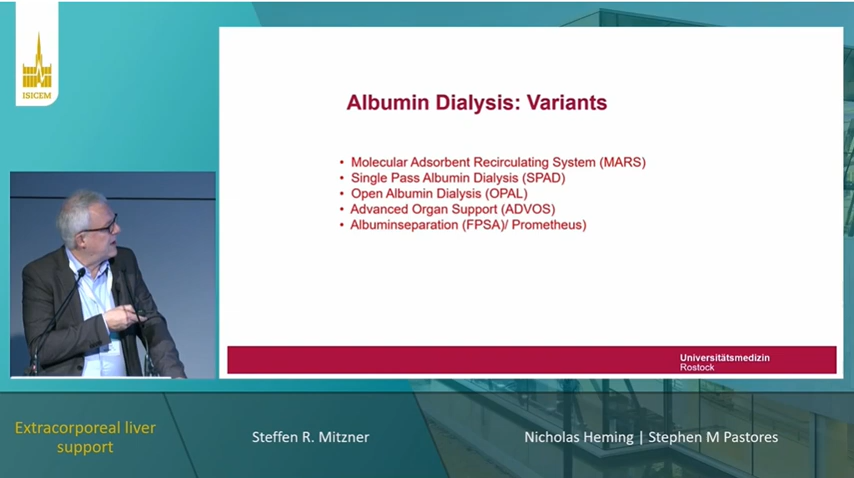 ISICEM
Albumin Dialysis: Variants
• Molecular Adsorbent Recirculating System (MARS)
• Single Pass Albumin Dialysis (SPAD)
• Open Albumin Dialysis (OPAL)
• Advanced Organ Support (ADVOS)
• Albuminseparation (FPSA)/ Prometheus)
Universitätsmedizin
Rostock
Extracorporeal liver
support
Steffen R. Mitzner
Nicholas Heming | Stephen M Pastores